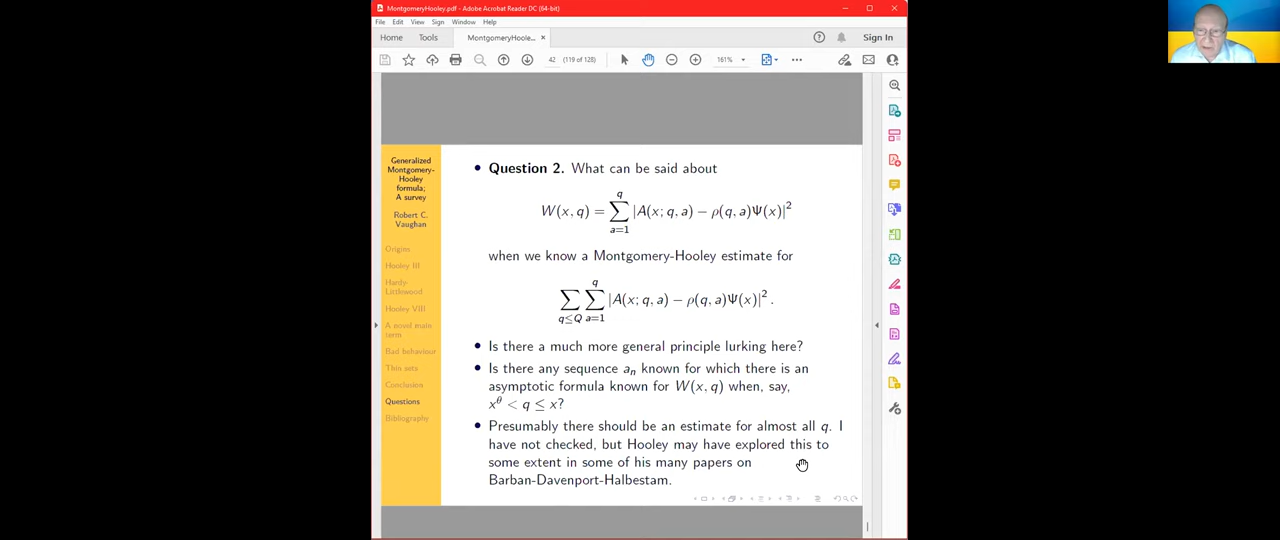 MontgomeryHooley.pdf - Adobe Acrobat Reader DC (64-bit)
File Edit View Sign Window Help
Home Tools MontgomeryHoole... × Sign In
42 (119 of 128) 161%
Generalized
Montgomery-
Hooley
formula;
A survey
Robert C.
Vaughan
Origins
Hooley III
Hardy-
Littlewood
Hooley VIII
A novel main
term
Bad behaviour
Thin sets
Conclusion
Questions
Bibliography
• Question 2. What can be said about
W(x, q) = ∑_{a=1}^{q} |A(x; q, a) − ρ(q, a)Ψ(x)|²
when we know a Montgomery-Hooley estimate for
∑_{q≤Q} ∑_{a=1}^{q} |A(x; q, a) − ρ(q, a)Ψ(x)|².
• Is there a much more general principle lurking here?
• Is there any sequence aₙ known for which there is an
asymptotic formula known for W(x, q) when, say,
x^θ < q ≤ x?
• Presumably there should be an estimate for almost all q. I
have not checked, but Hooley may have explored this to
some extent in some of his many papers on
Barban-Davenport-Halbestam.